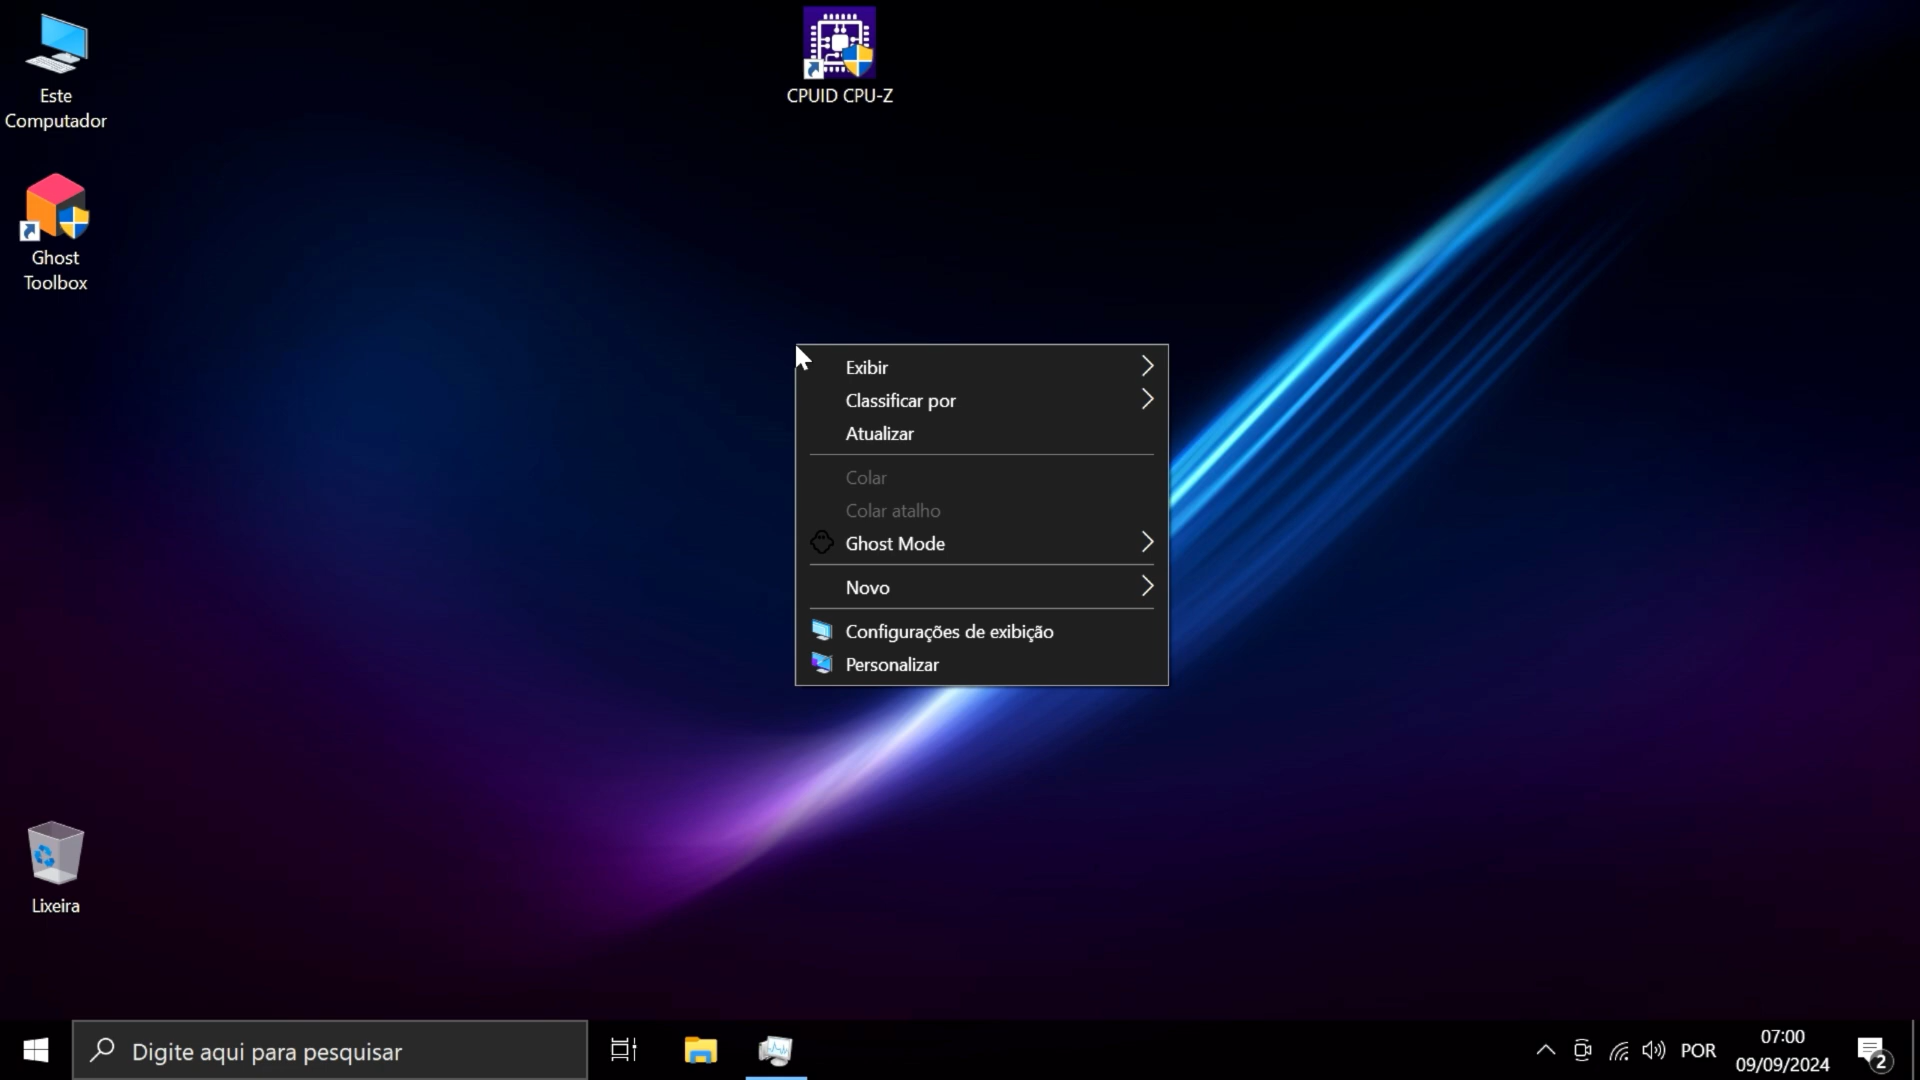 Este
Computador
CPUID CPU-Z
Ghost
Toolbox
Exibir
Classificar por
Atualizar
Colar
Colar atalho
Ghost Mode
Novo
Configurações de exibição
Personalizar
Lixeira
Digite aqui para pesquisar
POR
07:00
09/09/2024
2